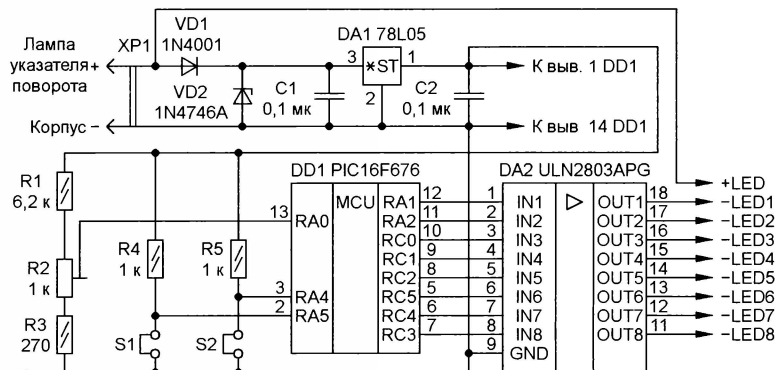 Лампа указателя поворота
+
Корпус –
XP1
VD1
1N4001
VD2
1N4746A
C1
0,1 мк
DA1 78L05
3
∗ST
1
2
C2
0,1 мк
К выв. 1 DD1
К выв 14 DD1
R1
6,2 к
R2
1 к
R3
270
R4
1 к
R5
1 к
S1
S2
DD1 PIC16F676
MCU
13 RA0
3 RA4
2 RA5
RA1 12
RA2 11
RC0 10
RC1 9
RC2 8
RC5 5
RC4 6
RC3 7
DA2 ULN2803APG
▷
1 IN1
2 IN2
3 IN3
4 IN4
5 IN5
6 IN6
7 IN7
8 IN8
9 GND
OUT1 18
OUT2 17
OUT3 16
OUT4 15
OUT5 14
OUT6 13
OUT7 12
OUT8 11
+LED
–LED1
–LED2
–LED3
–LED4
–LED5
–LED6
–LED7
–LED8